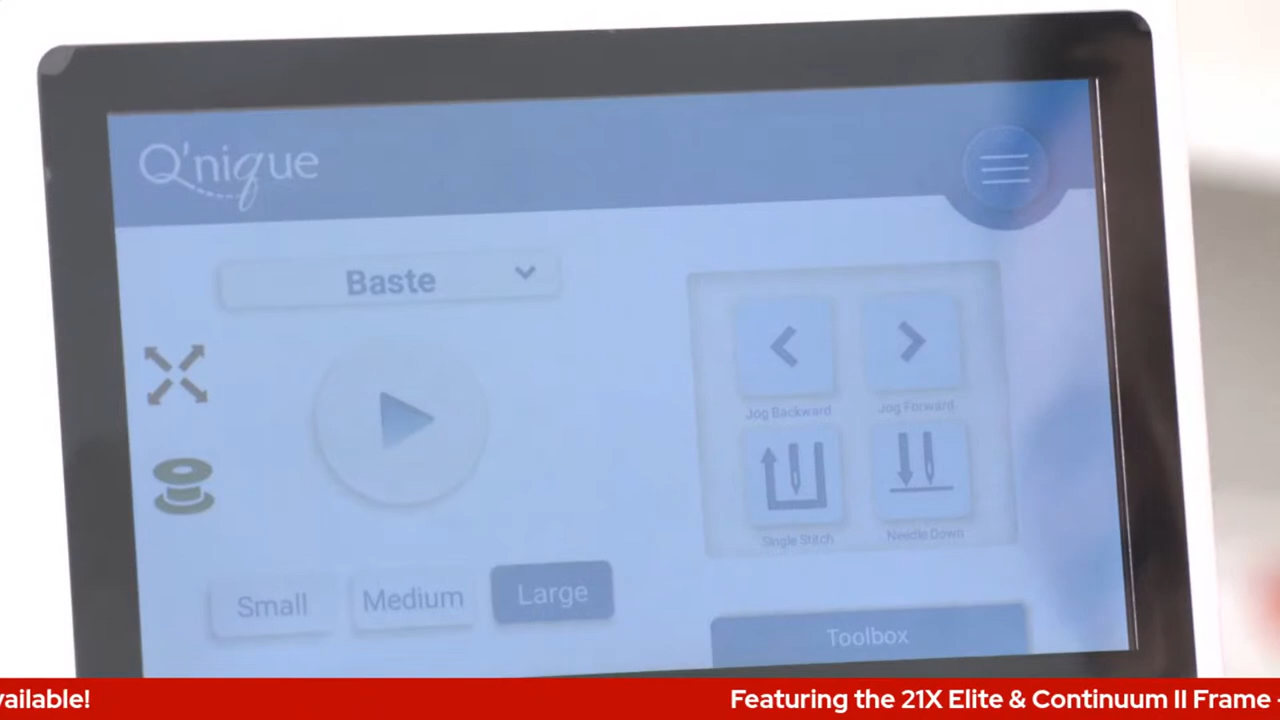 Q'nique
Baste
Jog Backward
Jog Forward
Single Stitch
Needle Down
Small
Medium
Large
Toolbox
vailable!
Featuring the 21X Elite & Continuum II Frame -